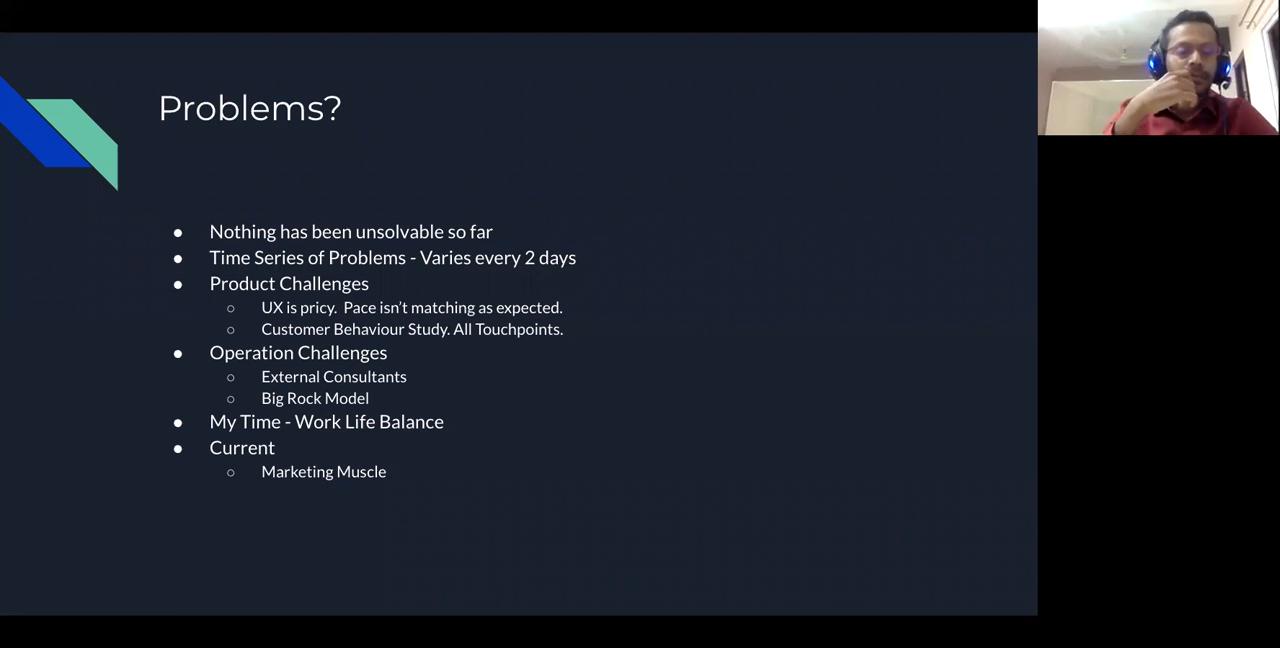 Problems?
● Nothing has been unsolvable so far
● Time Series of Problems - Varies every 2 days
● Product Challenges
○ UX is pricy.  Pace isn't matching as expected.
○ Customer Behaviour Study. All Touchpoints.
● Operation Challenges
○ External Consultants
○ Big Rock Model
● My Time - Work Life Balance
● Current
○ Marketing Muscle